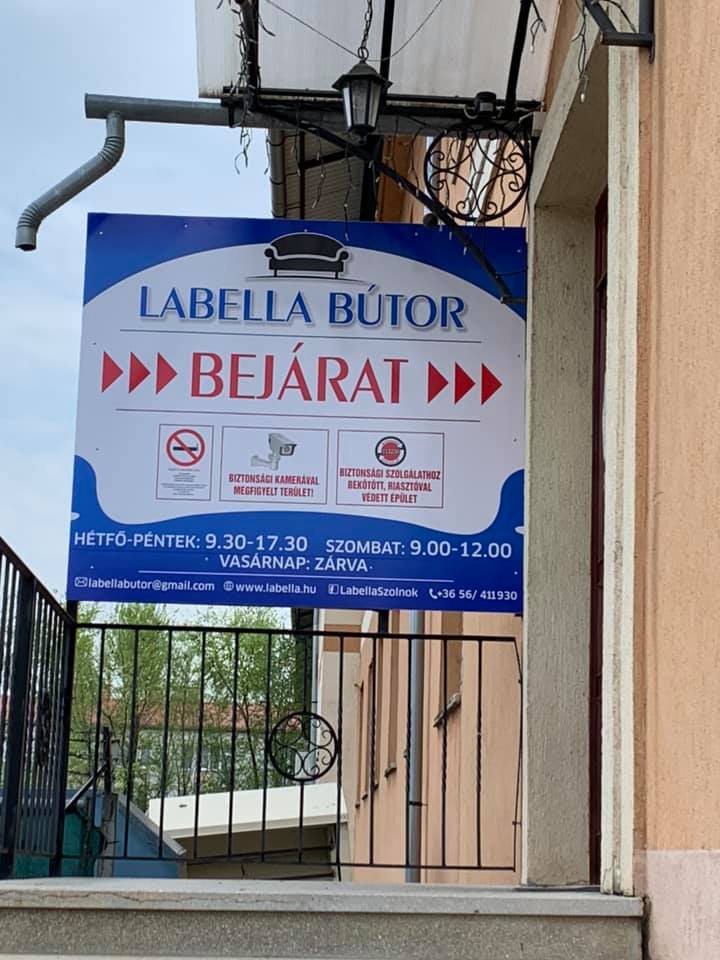 LABELLA BÚTOR
BEJÁRAT
BIZTONSÁGI KAMERÁVAL
MEGFIGYELT TERÜLET!
BIZTONSÁGI SZOLGÁLATHOZ
BEKÖTÖTT, RIASZTÓVAL
VÉDETT ÉPÜLET
HÉTFŐ-PÉNTEK: 9.30-17.30 SZOMBAT: 9.00-12.00
VASÁRNAP: ZÁRVA
labellabutor@gmail.com www.labella.hu LabellaSzolnok +36 56/ 411930